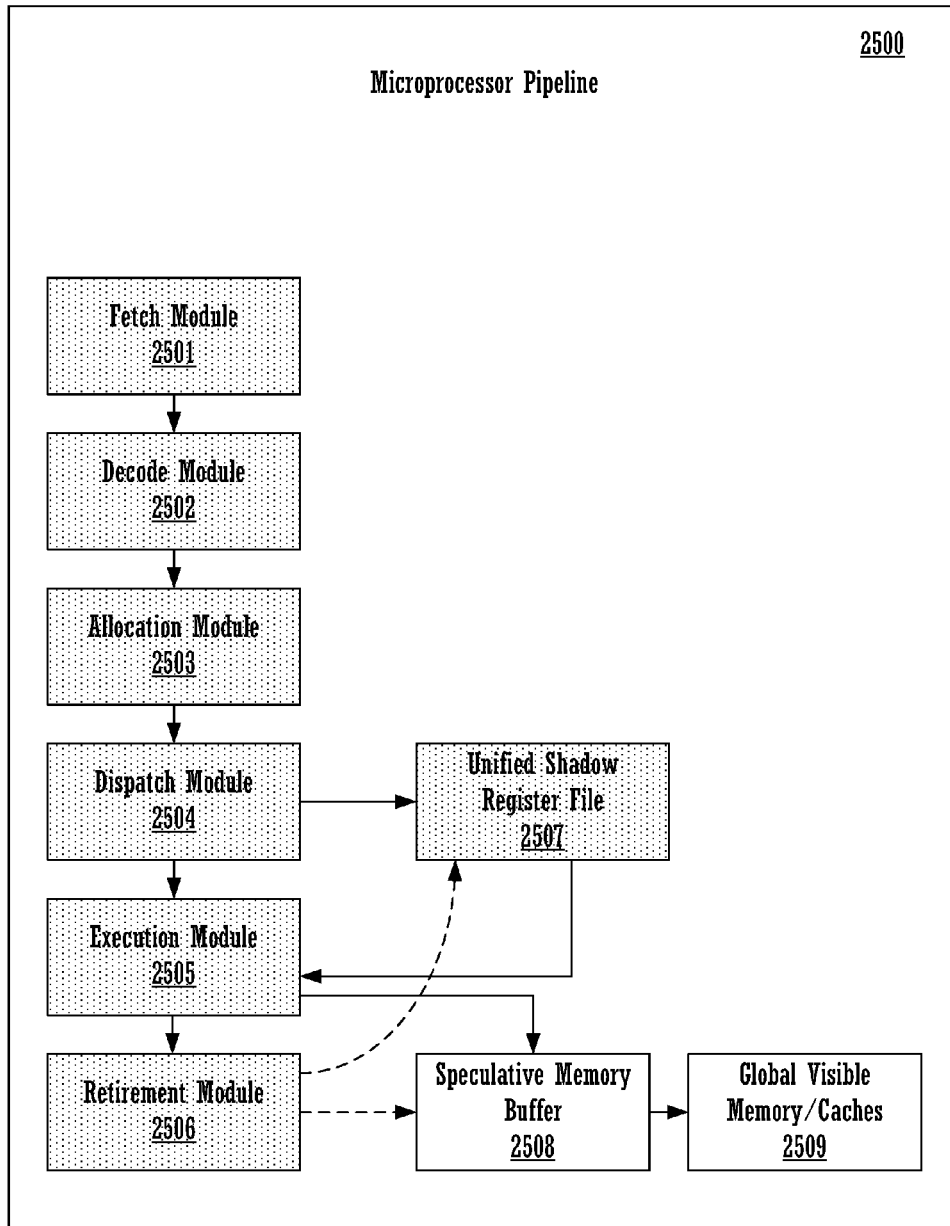 2500
Microprocessor Pipeline
Fetch Module
2501
Decode Module
2502
Allocation Module
2503
Dispatch Module
2504
Unified Shadow
Register File
2507
Execution Module
2505
Retirement Module
2506
Speculative Memory
Buffer
2508
Global Visible
Memory/Caches
2509